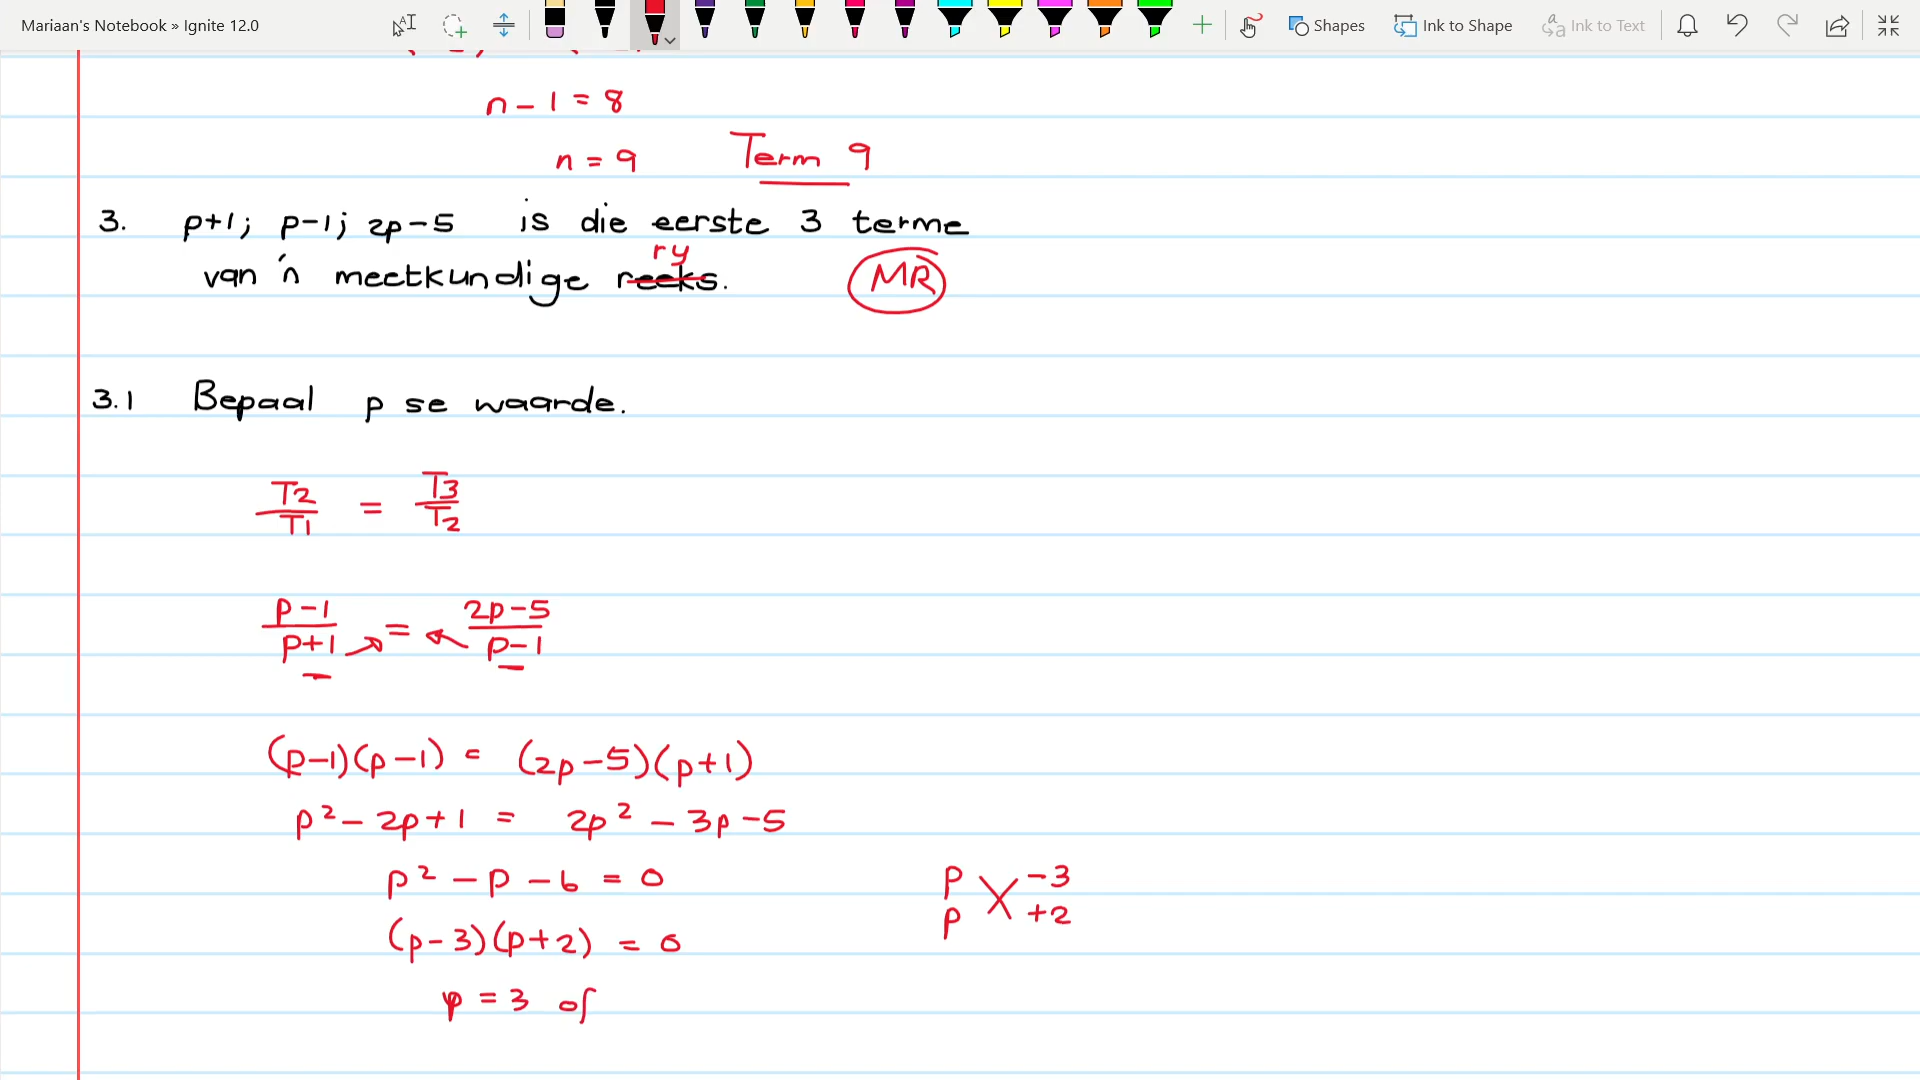 Mariaan's Notebook » Ignite 12.0
Shapes
Ink to Shape
Ink to Text
n - 1 = 8
n = 9 Term 9
3. p+1; p-1; 2p-5 is die eerste 3 terme
ry
van 'n meetkundige reeks. MR
3.1 Bepaal p se waarde.
T2/T1 = T3/T2
p-1/p+1 = 2p-5/p-1
(p-1)(p-1) = (2p-5)(p+1)
p² - 2p+1 = 2p² - 3p -5
p² - p - 6 = 0
p -3
p +2
(p-3)(p+2) = 0
p = 3 of